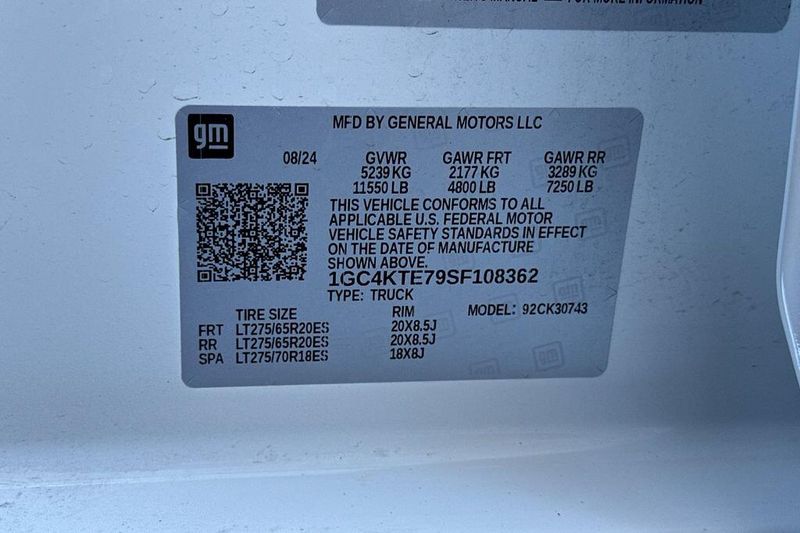 FOR MORE INFORMATION
gm
MFD BY GENERAL MOTORS LLC
08/24 GVWR GAWR FRT GAWR RR
5239 KG 2177 KG 3289 KG
11550 LB 4800 LB 7250 LB
THIS VEHICLE CONFORMS TO ALL
APPLICABLE U.S. FEDERAL MOTOR
VEHICLE SAFETY STANDARDS IN EFFECT
ON THE DATE OF MANUFACTURE
SHOWN ABOVE.
1GC4KTE79SF108362
TYPE: TRUCK
TIRE SIZE RIM MODEL: 92CK30743
FRT LT275/65R20ES 20X8.5J
RR LT275/65R20ES 20X8.5J
SPA LT275/70R18ES 18X8J